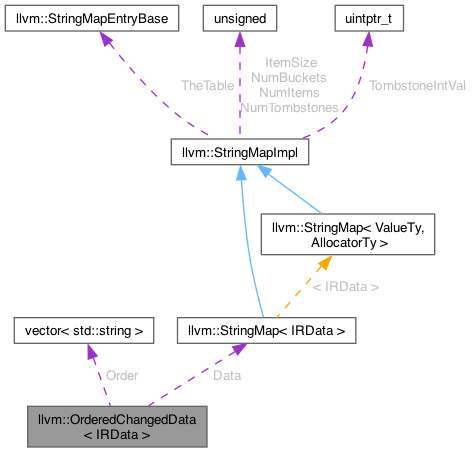 llvm::StringMapEntryBase
unsigned
uintptr_t
TheTable
ItemSize
NumBuckets
NumItems
NumTombstones
TombstoneIntVal
llvm::StringMapImpl
llvm::StringMap< ValueTy,
AllocatorTy >
< IRData >
vector< std::string >
llvm::StringMap< IRData >
Order
Data
llvm::OrderedChangedData
< IRData >